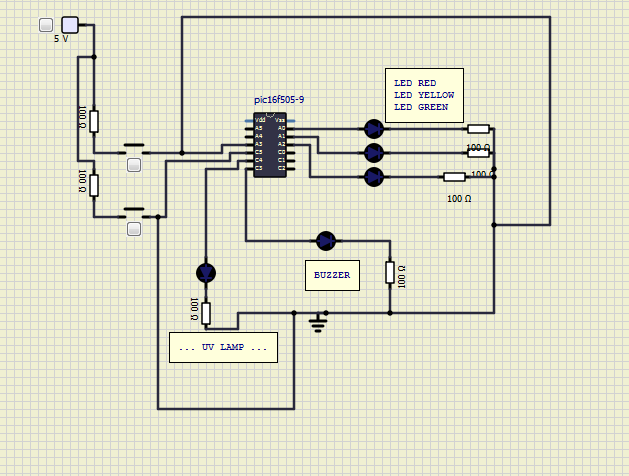 5 V
pic16f505-9
LED RED
LED YELLOW
LED GREEN
100 Ω
Vdd Vss
A5 A0
A4 A1
A3 A2
C5 C0
C4 C1
C3 C2
100 Ω
100 Ω
100 Ω
100 Ω
BUZZER
100 Ω
100 Ω
... UV LAMP ...